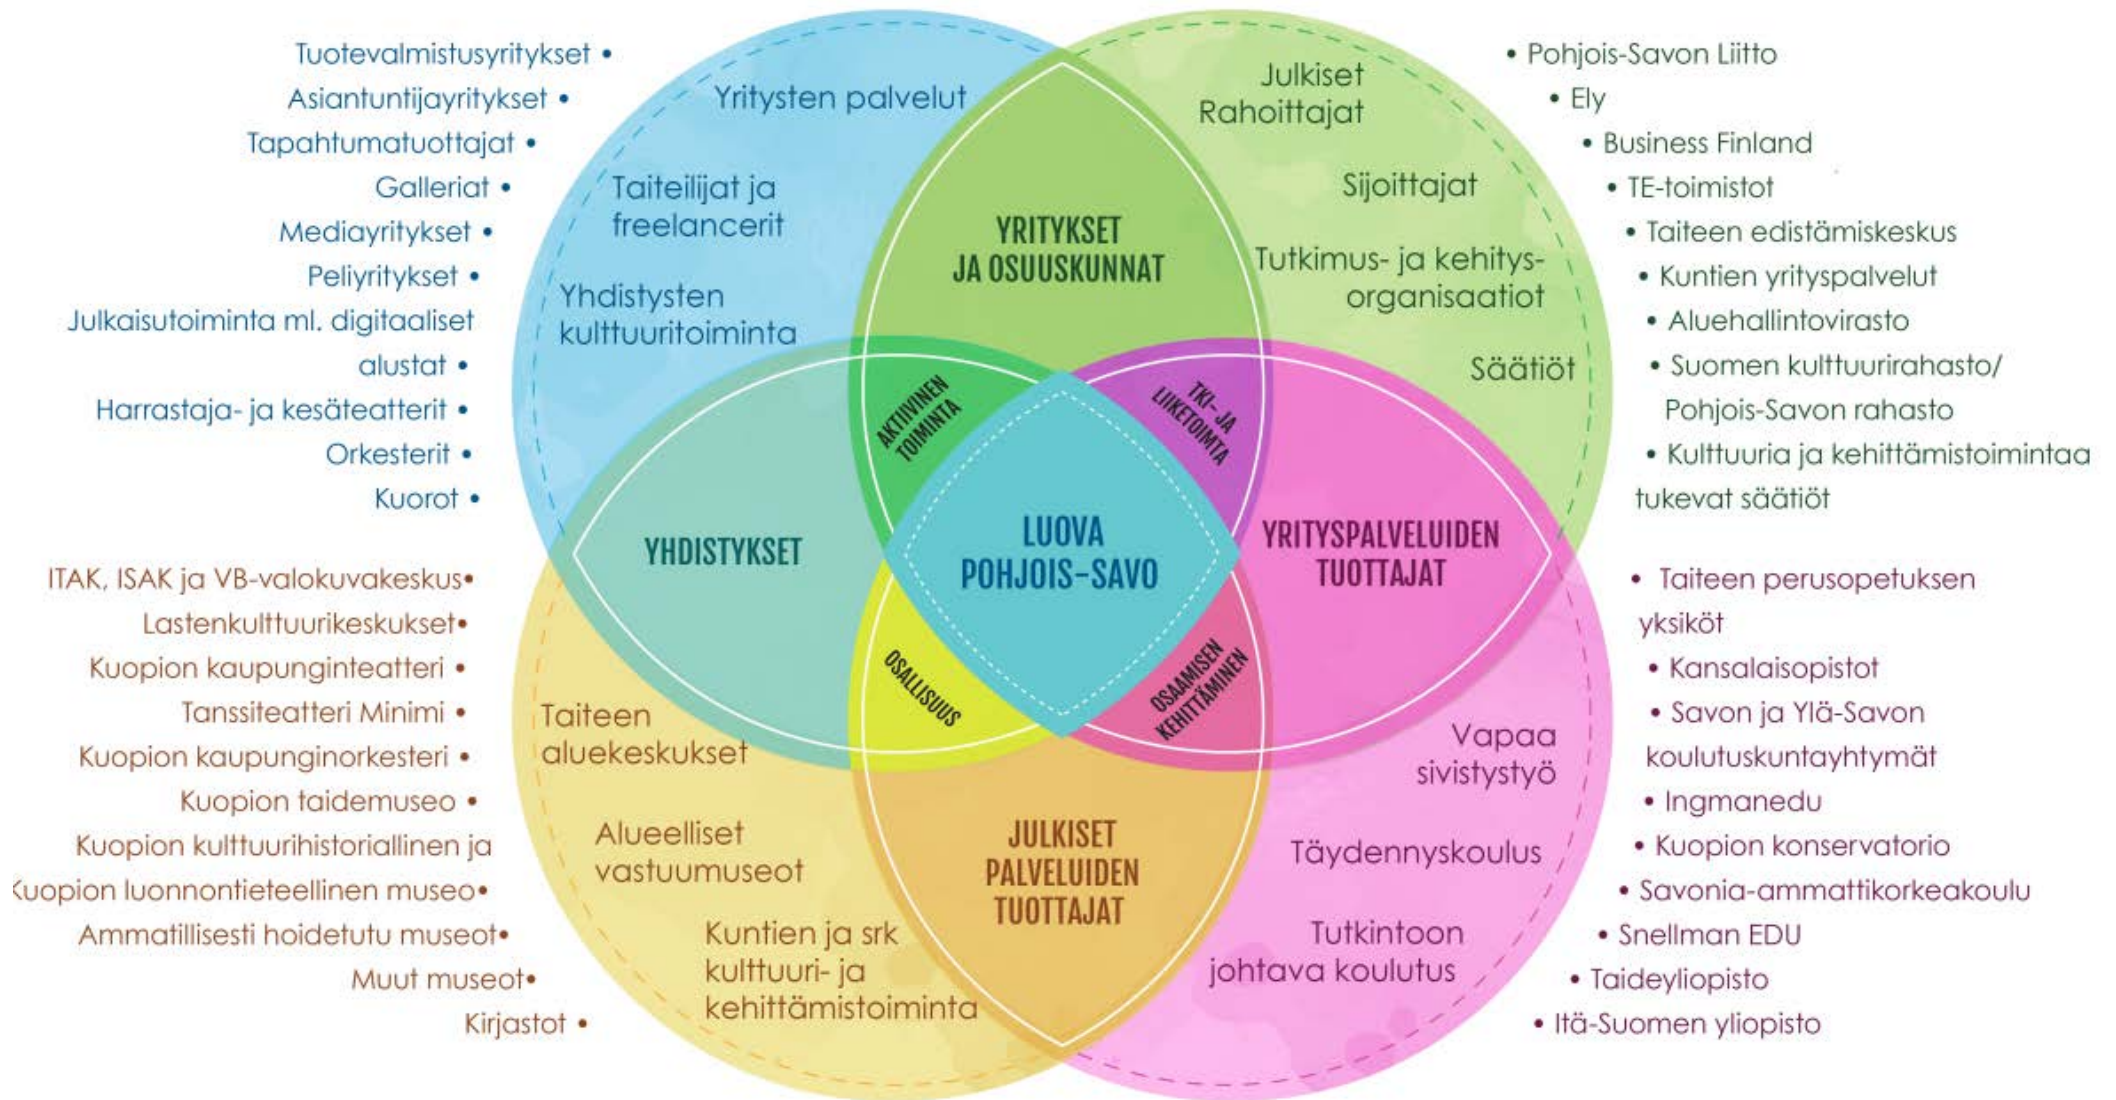 Tuotevalmistusyritykset •
Asiantuntijayritykset •
Tapahtumatuottajat •
Galleriat •
Mediayritykset •
Peliyritykset •
Julkaisutoiminta ml. digitaaliset
alustat •
Harrastaja- ja kesäteatterit •
Orkesterit •
Kuorot •
Yritysten palvelut
Taiteilijat ja
freelancerit
Yhdistysten
kulttuuritoiminta
YRITYKSET
JA OSUUSKUNNAT
Julkiset
Rahoittajat
Sijoittajat
Tutkimus- ja kehitys-
organisaatiot
Säätiöt
• Pohjois-Savon Liitto
• Ely
• Business Finland
• TE-toimistot
• Taiteen edistämiskeskus
• Kuntien yrityspalvelut
• Aluehallintovirasto
• Suomen kulttuurirahasto/
Pohjois-Savon rahasto
• Kulttuuria ja kehittämistoimintaa
tukevat säätiöt
AKTIIVINEN
TOIMINTA
TKI- JA
LIIKETOIMTA
YHDISTYKSET
LUOVA
POHJOIS-SAVO
YRITYSPALVELUIDEN
TUOTTAJAT
OSALLISUUS
OSAAMISEN
KEHITTÄMINEN
ITAK, ISAK ja VB-valokuvakeskus•
Lastenkulttuurikeskukset•
Kuopion kaupunginteatteri •
Tanssiteatteri Minimi •
Kuopion kaupunginorkesteri •
Kuopion taidemuseo •
Kuopion kulttuurihistoriallinen ja
Kuopion luonnontieteellinen museo•
Ammatillisesti hoidetutu museot•
Muut museot•
Kirjastot •
Taiteen
aluekeskukset
Alueelliset
vastuumuseot
Kuntien ja srk
kulttuuri- ja
kehittämistoiminta
JULKISET
PALVELUIDEN
TUOTTAJAT
Vapaa
sivistystyö
Täydennyskoulus
Tutkintoon
johtava koulutus
• Taiteen perusopetuksen
yksiköt
• Kansalaisopistot
• Savon ja Ylä-Savon
koulutuskuntayhtymät
• Ingmanedu
• Kuopion konservatorio
• Savonia-ammattikorkeakoulu
• Snellman EDU
• Taideyliopisto
• Itä-Suomen yliopisto